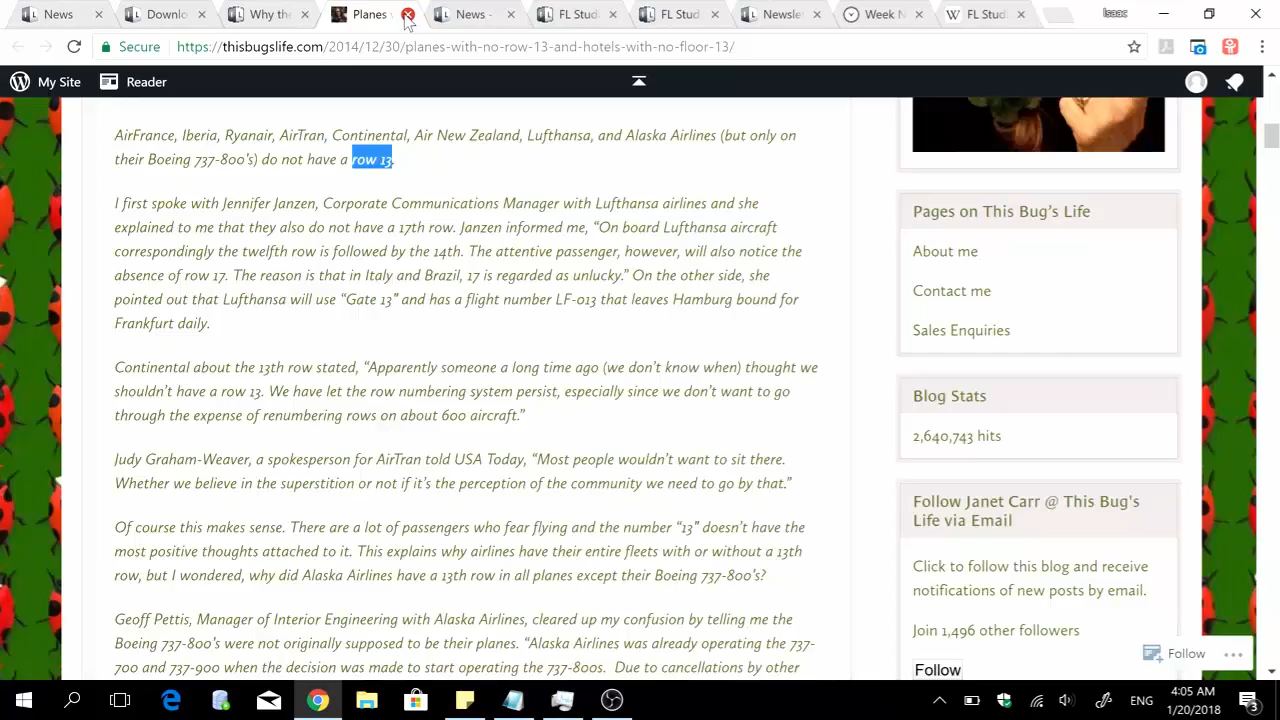 News
Downlo
Why the
Planes
News -
FL Studi
FL Stud
Newslet
Week N
FL Studi
Isaac
Secure
https://thisbugslife.com/2014/12/30/planes-with-no-row-13-and-hotels-with-no-floor-13/
My Site
Reader
AirFrance, Iberia, Ryanair, AirTran, Continental, Air New Zealand, Lufthansa, and Alaska Airlines (but only on
their Boeing 737-800's) do not have a row 13.
I first spoke with Jennifer Janzen, Corporate Communications Manager with Lufthansa airlines and she
explained to me that they also do not have a 17th row. Janzen informed me, “On board Lufthansa aircraft
correspondingly the twelfth row is followed by the 14th. The attentive passenger, however, will also notice the
absence of row 17. The reason is that in Italy and Brazil, 17 is regarded as unlucky.” On the other side, she
pointed out that Lufthansa will use “Gate 13” and has a flight number LF-013 that leaves Hamburg bound for
Frankfurt daily.
Continental about the 13th row stated, “Apparently someone a long time ago (we don’t know when) thought we
shouldn’t have a row 13. We have let the row numbering system persist, especially since we don’t want to go
through the expense of renumbering rows on about 600 aircraft.”
Judy Graham-Weaver, a spokesperson for AirTran told USA Today, “Most people wouldn’t want to sit there.
Whether we believe in the superstition or not if it’s the perception of the community we need to go by that.”
Of course this makes sense. There are a lot of passengers who fear flying and the number “13” doesn’t have the
most positive thoughts attached to it. This explains why airlines have their entire fleets with or without a 13th
row, but I wondered, why did Alaska Airlines have a 13th row in all planes except their Boeing 737-800’s?
Geoff Pettis, Manager of Interior Engineering with Alaska Airlines, cleared up my confusion by telling me the
Boeing 737-800’s were not originally supposed to be their planes. “Alaska Airlines was already operating the 737-
700 and 737-900 when the decision was made to start operating the 737-800s. Due to cancellations by other
Pages on This Bug’s Life
About me
Contact me
Sales Enquiries
Blog Stats
2,640,743 hits
Follow Janet Carr @ This Bug's
Life via Email
Click to follow this blog and receive
notifications of new posts by email.
Join 1,496 other followers
Follow
Follow
ENG
4:05 AM
1/20/2018
3